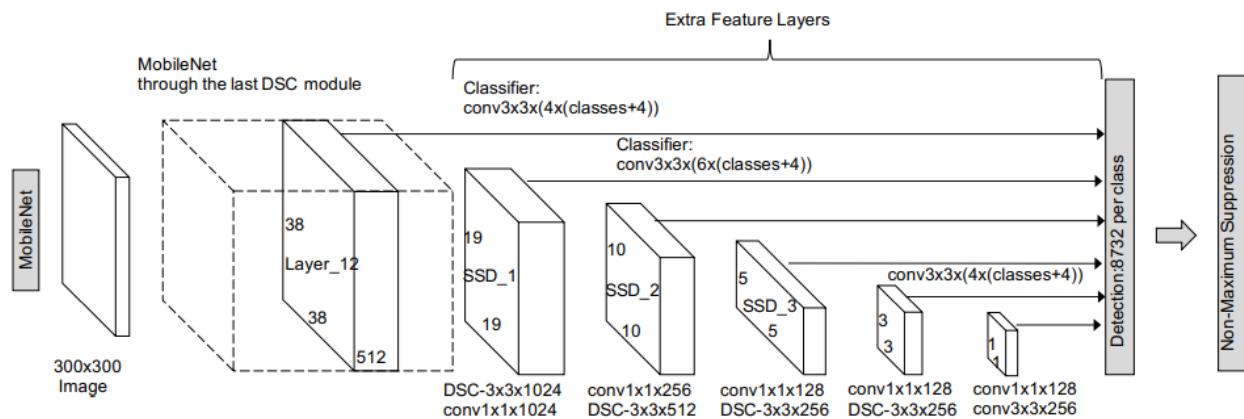 Extra Feature Layers
MobileNet
through the last DSC module
Classifier:
conv3x3x(4x(classes+4))
Classifier:
conv3x3x(6x(classes+4))
MobileNet
300x300
Image
38
Layer_12
38
512
19
SSD_1
19
DSC-3x3x1024
conv1x1x1024
10
SSD_2
10
conv1x1x256
DSC-3x3x512
5
SSD_3
5
conv1x1x128
DSC-3x3x256
conv3x3x(4x(classes+4))
3
3
conv1x1x128
DSC-3x3x256
1
1
conv1x1x128
conv3x3x256
Detection:8732 per class
Non-Maximum Suppression